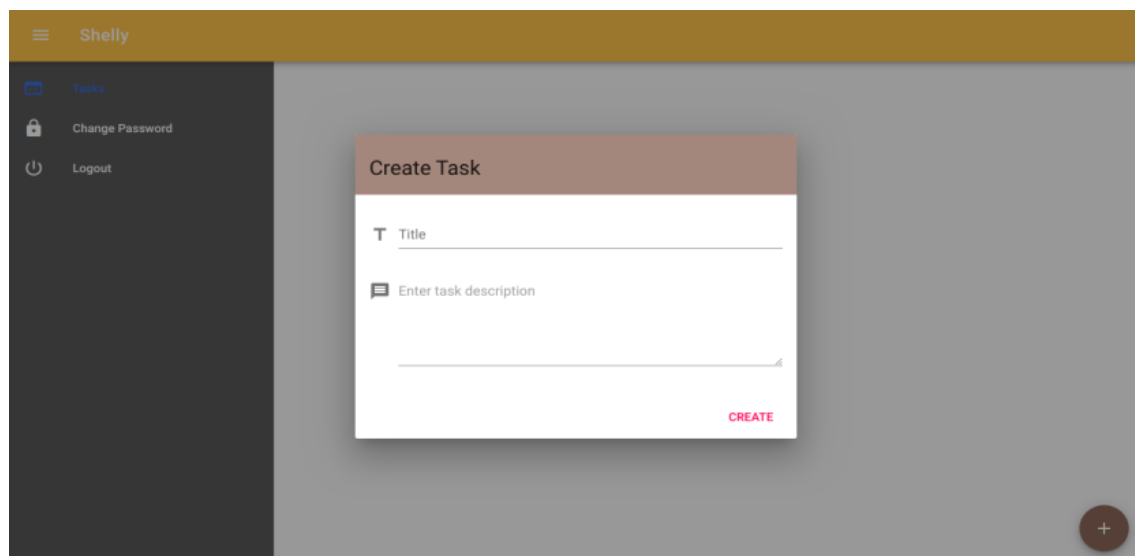 Shelly
Tasks
Change Password
Logout
Create Task
Title
Enter task description
CREATE